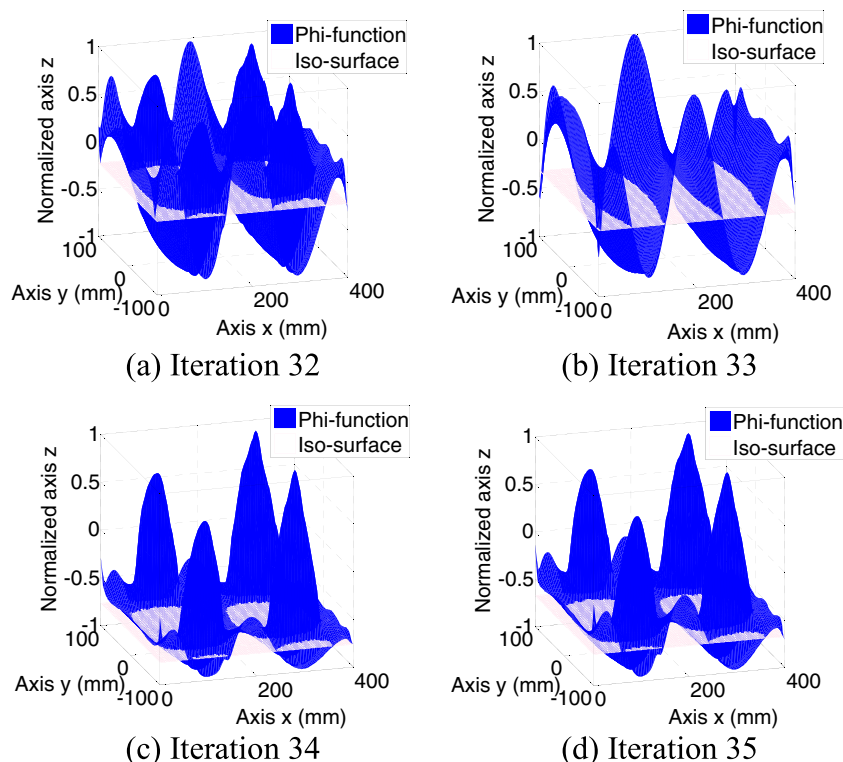 Phi-function
Iso-surface
Normalized axis z
1
0.5
0
-0.5
-1
100
0
-100
Axis y (mm)
0
200
400
Axis x (mm)
(a) Iteration 32
Phi-function
Iso-surface
Normalized axis z
1
0.5
0
-0.5
-1
100
0
-100
Axis y (mm)
0
200
400
Axis x (mm)
(b) Iteration 33
Phi-function
Iso-surface
Normalized axis z
1
0.5
0
-0.5
-1
100
0
-100
Axis y (mm)
0
200
400
Axis x (mm)
(c) Iteration 34
Phi-function
Iso-surface
Normalized axis z
1
0.5
0
-0.5
-1
100
0
-100
Axis y (mm)
0
200
400
Axis x (mm)
(d) Iteration 35